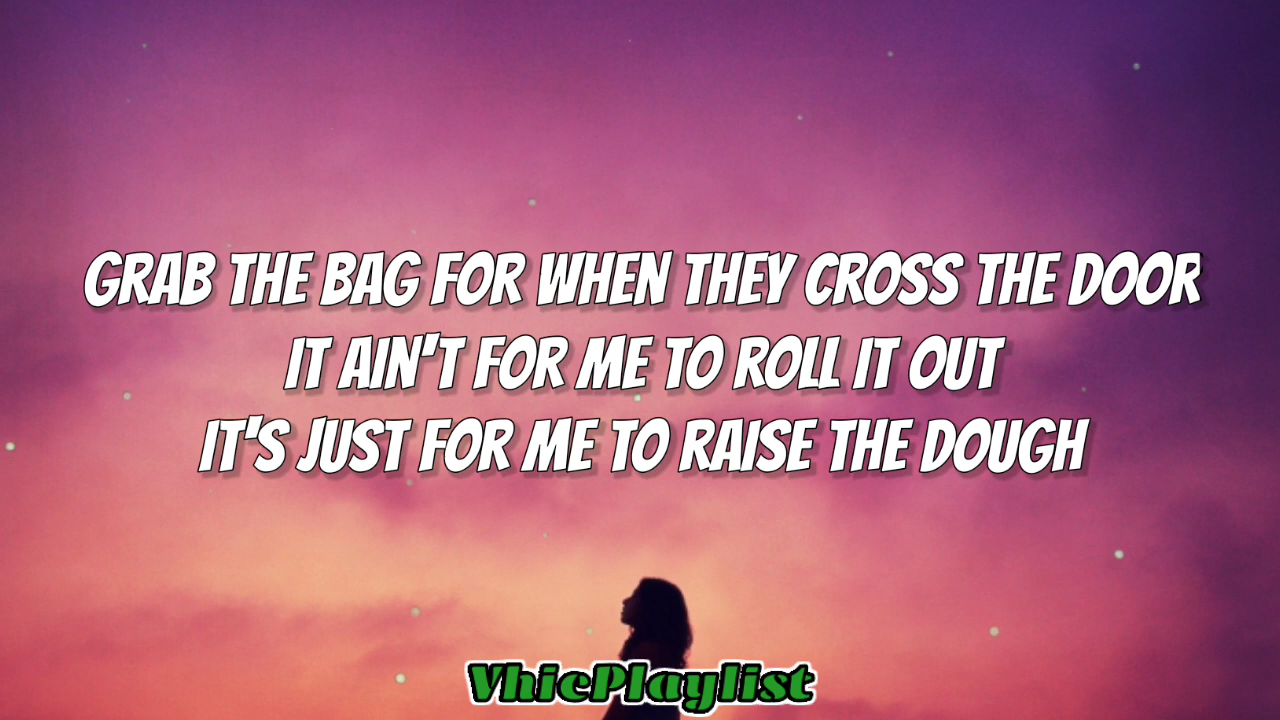 GRAB THE BAG FOR WHEN THEY CROSS THE DOOR
IT AIN'T FOR ME TO ROLL IT OUT
IT'S JUST FOR ME TO RAISE THE DOUGH
VhicPlaylist